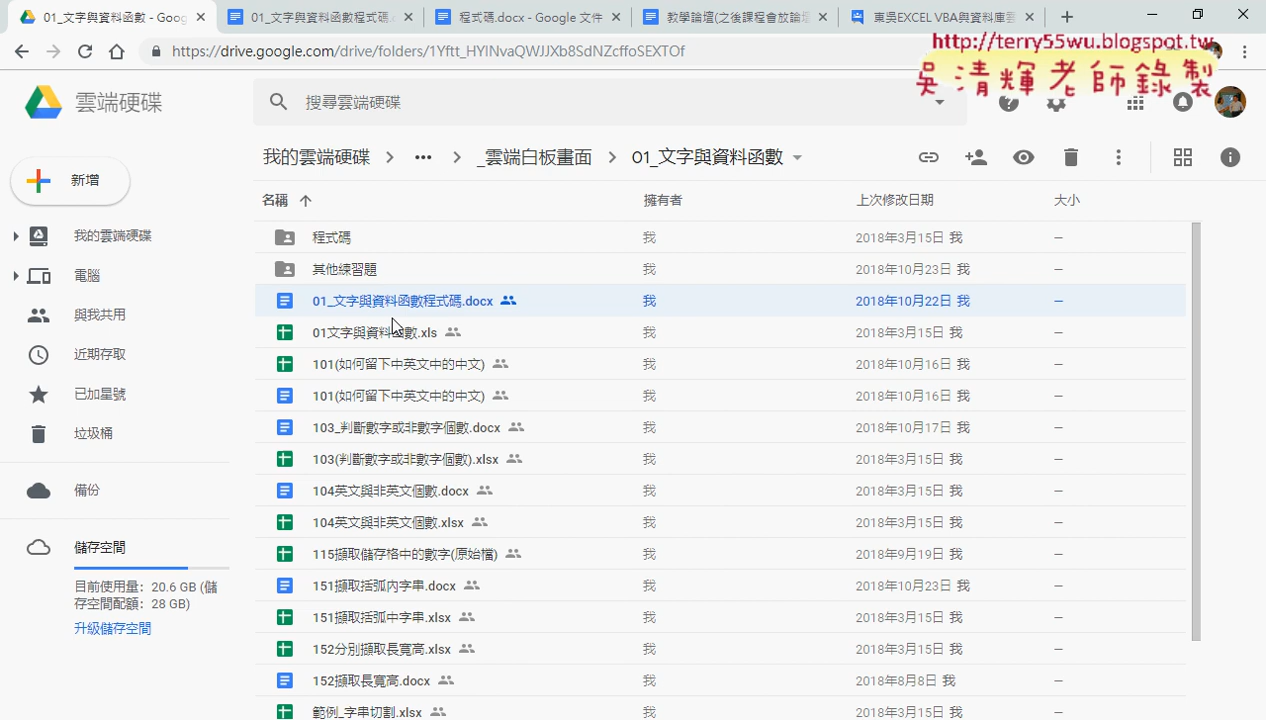 01_文字與資料函數 - Goog
01_文字與資料函數程式碼.
程式碼.docx - Google 文件
教學論壇(之後課程會放論壇
東吳EXCEL VBA與資料庫雲
https://drive.google.com/drive/folders/1Yftt_HYlNvaQWJJXb8SdNZcffoSEXTOf
http://terry55wu.blogspot.tw
吳清輝老師錄製
雲端硬碟
搜尋雲端硬碟
新增
我的雲端硬碟
電腦
與我共用
近期存取
已加星號
垃圾桶
備份
儲存空間
目前使用量: 20.6 GB (儲
存空間配額: 28 GB)
升級儲存空間
我的雲端硬碟 > ••• > _雲端白板畫面 > 01_文字與資料函數
名稱 擁有者 上次修改日期 大小
程式碼 我 2018年3月15日 我 —
其他練習題 我 2018年10月23日 我 —
01_文字與資料函數程式碼.docx 我 2018年10月22日 我 —
01文字與資料函數.xls 我 2018年3月15日 我 —
101(如何留下中英文中的中文) 我 2018年10月16日 我 —
101(如何留下中英文中的中文) 我 2018年10月16日 我 —
103_判斷數字或非數字個數.docx 我 2018年10月17日 我 —
103(判斷數字或非數字個數).xlsx 我 2018年3月15日 我 —
104英文與非英文個數.docx 我 2018年3月15日 我 —
104英文與非英文個數.xlsx 我 2018年3月15日 我 —
115擷取儲存格中的數字(原始檔) 我 2018年9月19日 我 —
151擷取括弧內字串.docx 我 2018年10月23日 我 —
151擷取括弧中字串.xlsx 我 2018年3月15日 我 —
152分別擷取長寬高.xlsx 我 2018年3月15日 我 —
152擷取長寬高.docx 我 2018年8月8日 我 —
範例_字串切割.xlsx 我 2018年3月15日 我 —